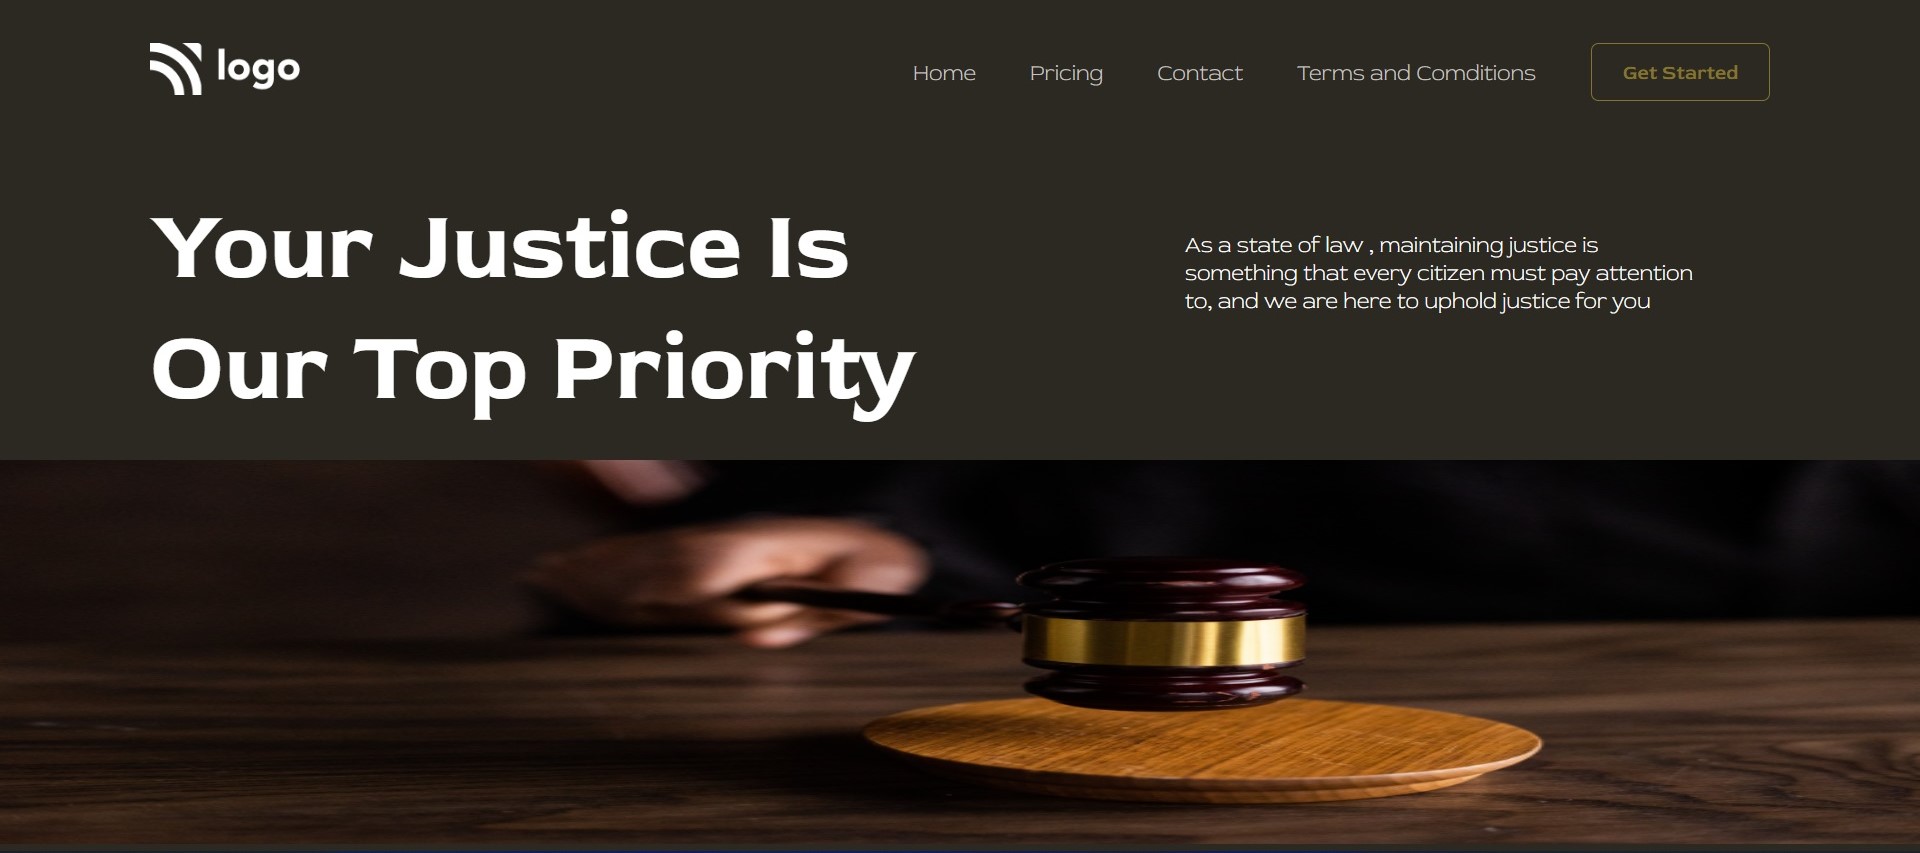 logo
Home
Pricing
Contact
Terms and Comditions
Get Started
Your Justice Is
Our Top Priority
As a state of law , maintaining justice is
something that every citizen must pay attention
to, and we are here to uphold justice for you